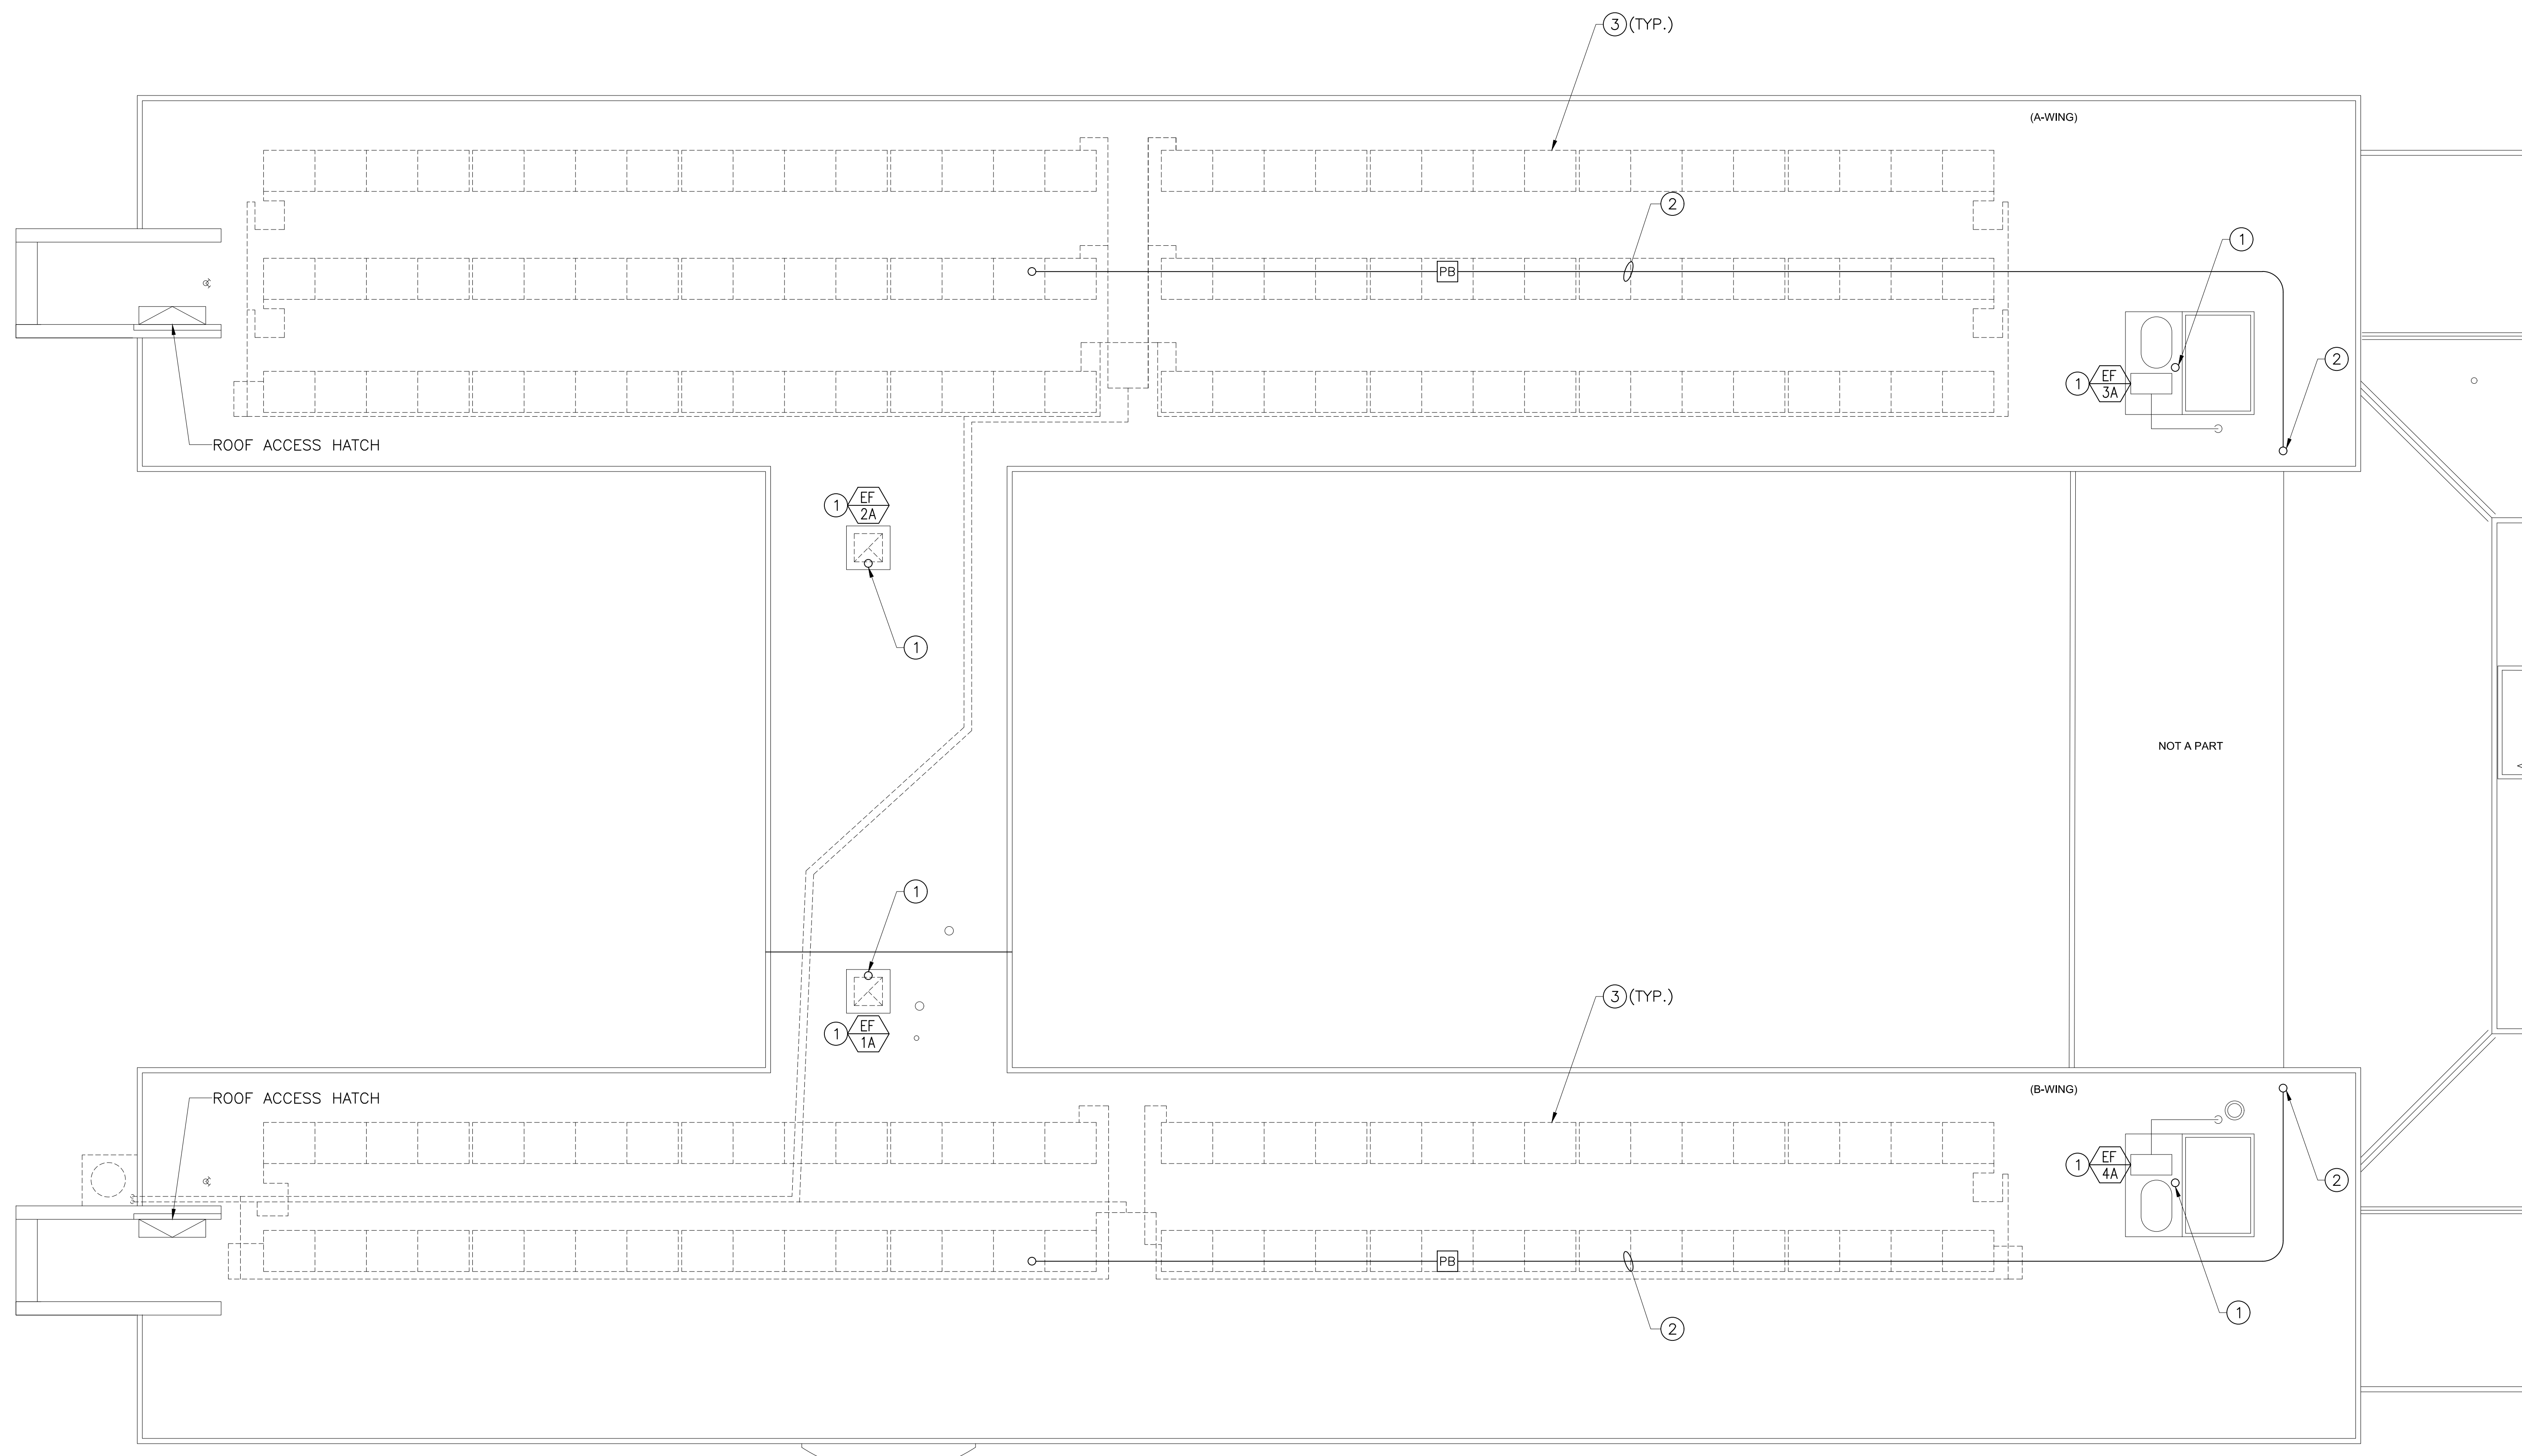 3 (TYP.)
(A-WING)
2
1
PB
2
1 EF 3A
ROOF ACCESS HATCH
1 EF 2A
1
NOT A PART
1
3 (TYP.)
1 EF 1A
(B-WING)
ROOF ACCESS HATCH
1 EF 4A
2
PB
1
2